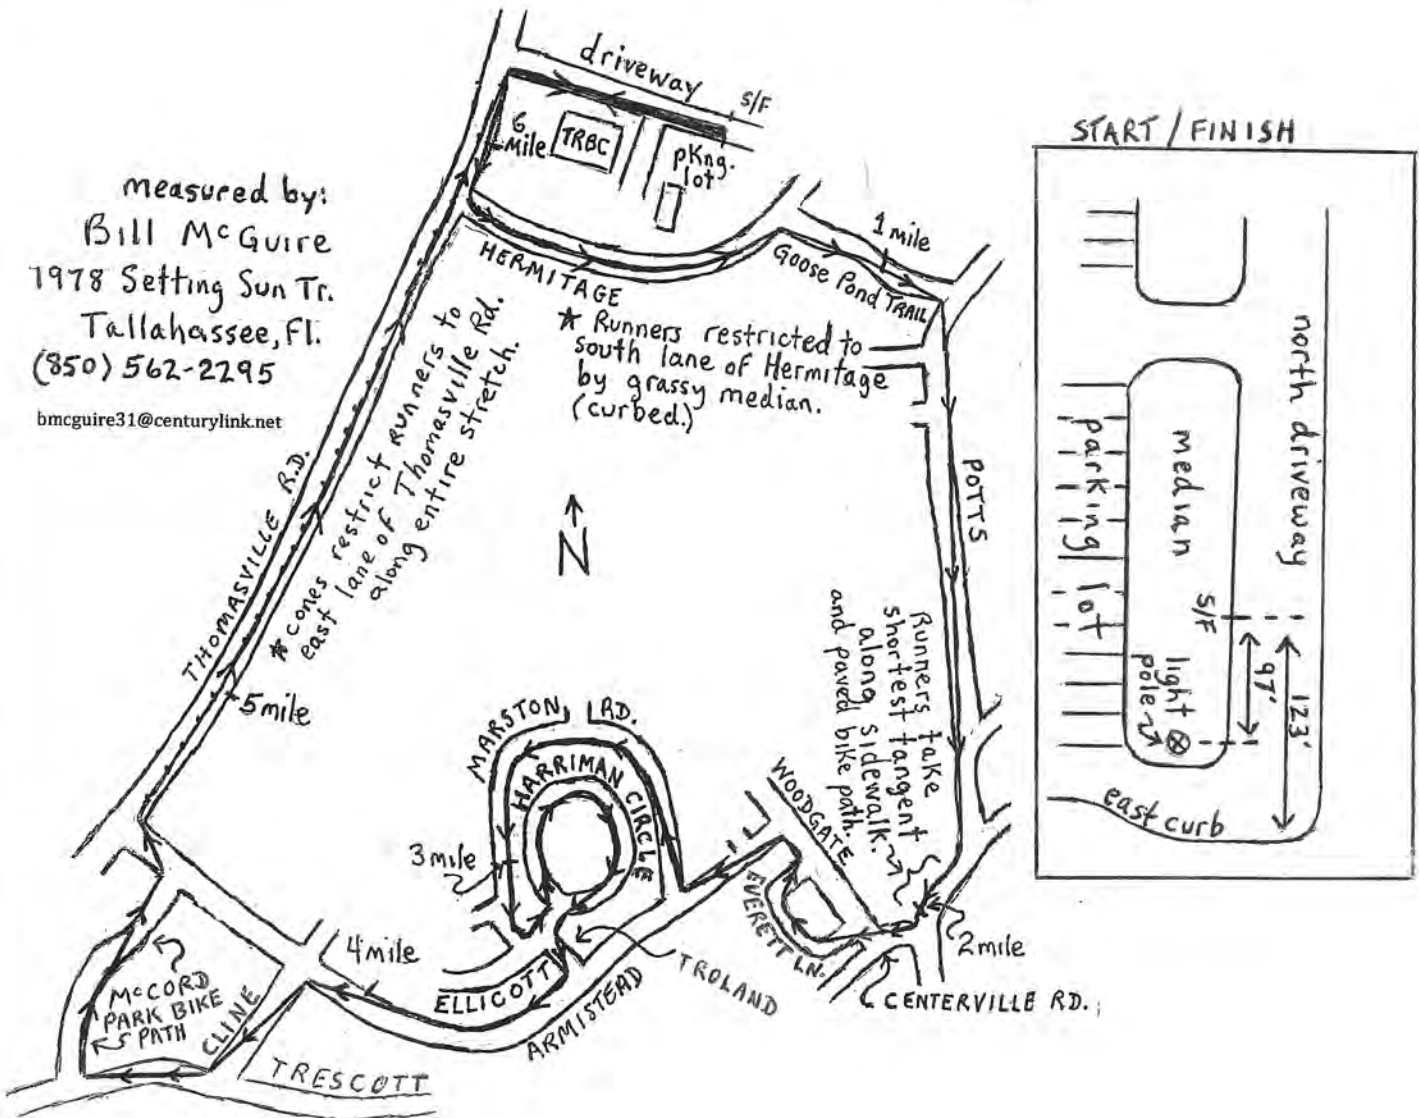 driveway
S/F
6
Mile
TRBC
pkng.
lot
measured by:
Bill McGuire
1978 Setting Sun Tr.
Tallahassee, Fl.
(850) 562-2295
bmcguire31@centurylink.net
HERMITAGE
1 mile
Goose Pond TRAIL
* Runners restricted to
south lane of Hermitage
by grassy median.
(curbed.)
THOMASVILLE R.D.
* cones restrict runners to
east lane of Thomasville Rd.
along entire stretch.
N
POTTS
Runners take
shortest tangent
along sidewalk.
and paved bike path.
5 mile
MARSTON RD.
HARRIMAN CIRCLE
3 mile
WOODGATE
EVERETT LN.
2 mile
CENTERVILLE RD.
4 mile
ELLICOTT
TROLAND
ARMISTEAD
McCORD
PARK BIKE
PATH
CLINE
TRESCOTT
START / FINISH
north driveway
parking lot
median
S/F
light
pole
97'
123'
east curb